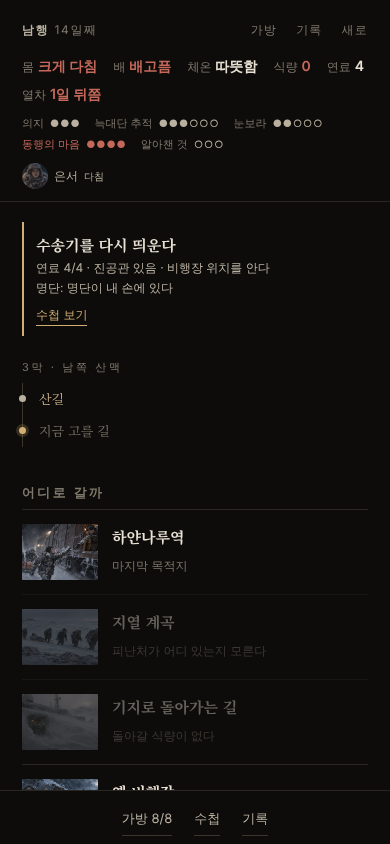 남행 14일째 가방 기록 새로
몸 크게 다침 배 배고픔 체온 따뜻함 식량 0 연료 4
열차 1일 뒤쫌
의지 ●●● 늑대단 추적 ●●●○○○ 눈보라 ●●○○○
동행의 마음 ●●●● 알아챈 것 ○○○
은서 다침
수송기를 다시 띄운다
연료 4/4 · 진공관 있음 · 비행장 위치를 안다
명단: 명단이 내 손에 있다
수첩 보기
3막 · 남쪽 산맥
산길
지금 고를 길
어디로 갈까
하얀나루역
마지막 목적지
지열 계곡
피난처가 어디 있는지 모른다
기지로 돌아가는 길
돌아갈 식량이 없다
가방 8/8 수첩 기록